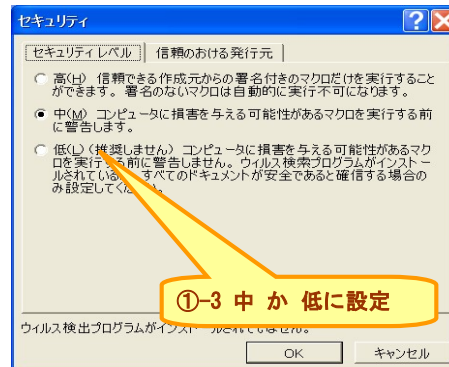 セキュリティ
セキュリティ レベル 信頼のおける発行元
高(H) 信頼できる作成元からの署名付きのマクロだけを実行すること
ができます。署名のないマクロは自動的に実行不可になります。
中(M) コンピュータに損害を与える可能性があるマクロを実行する前
に警告します。
低(L) (推奨しません) コンピュータに損害を与える可能性があるマク
ロを実行する前に警告しません。ウィルス検索プログラムがインストー
ルされている すべてのドキュメントが安全であると確信する場合の
み設定してください。
①-3 中 か 低に設定
ウィルス検出プログラムがインストールされていません。
OK キャンセル